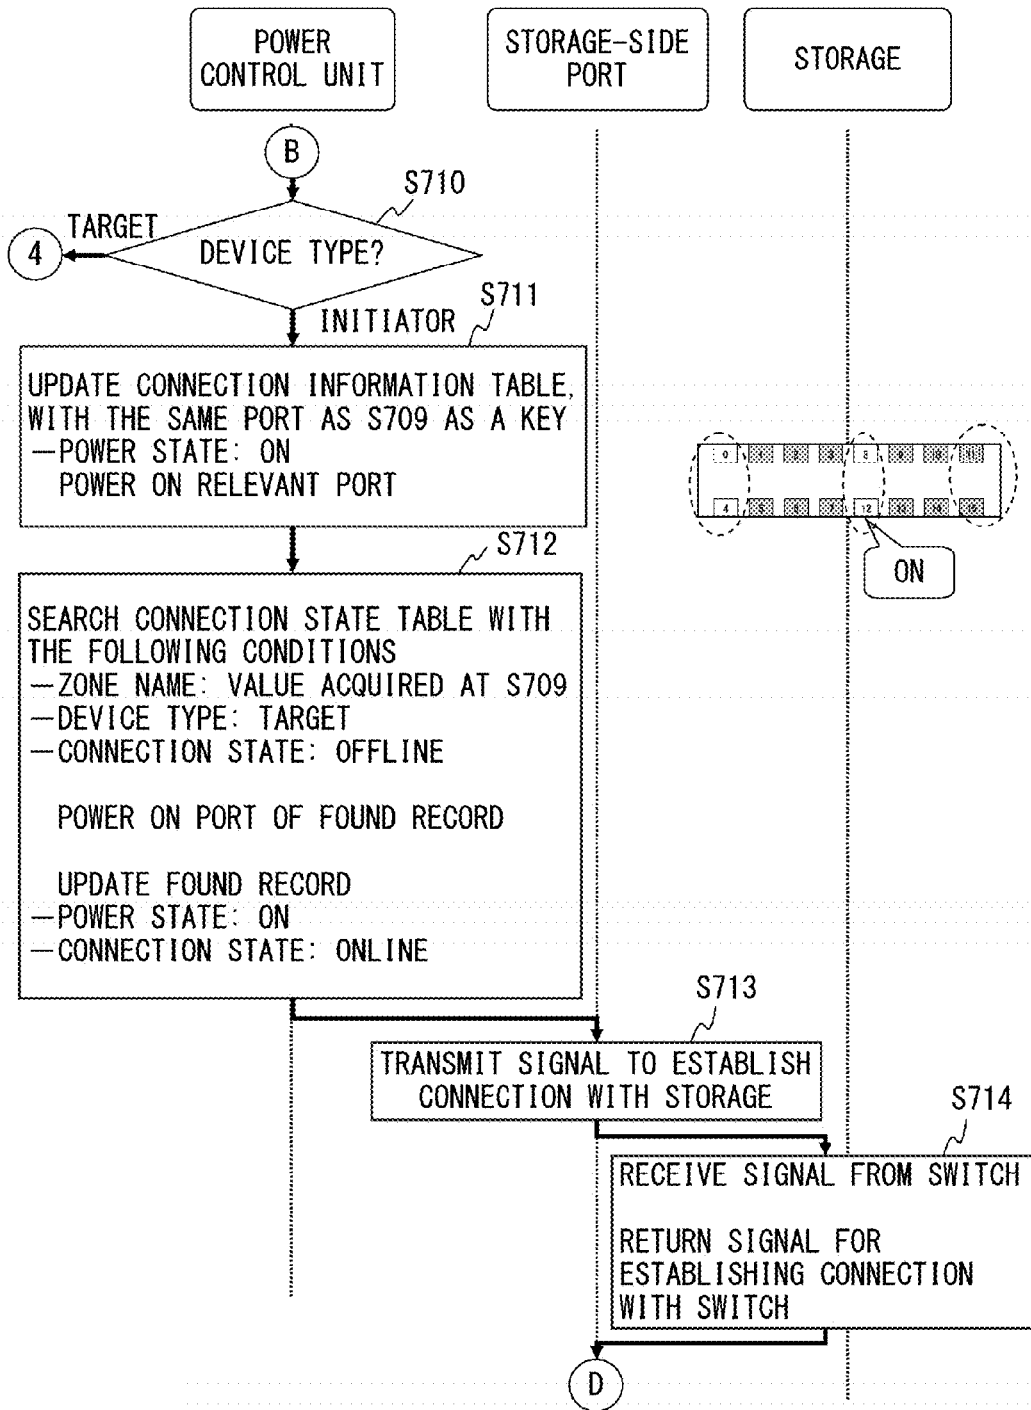 POWER
CONTROL UNIT
STORAGE-SIDE
PORT
STORAGE
B
S710
TARGET
4
DEVICE TYPE?
S711
INITIATOR
UPDATE CONNECTION INFORMATION TABLE,
WITH THE SAME PORT AS S709 AS A KEY
—POWER STATE: ON
POWER ON RELEVANT PORT
4
12
ON
S712
SEARCH CONNECTION STATE TABLE WITH
THE FOLLOWING CONDITIONS
—ZONE NAME: VALUE ACQUIRED AT S709
—DEVICE TYPE: TARGET
—CONNECTION STATE: OFFLINE
POWER ON PORT OF FOUND RECORD
UPDATE FOUND RECORD
—POWER STATE: ON
—CONNECTION STATE: ONLINE
S713
TRANSMIT SIGNAL TO ESTABLISH
CONNECTION WITH STORAGE
S714
RECEIVE SIGNAL FROM SWITCH
RETURN SIGNAL FOR
ESTABLISHING CONNECTION
WITH SWITCH
D